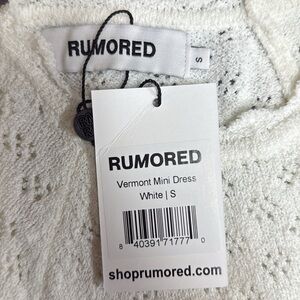 RUMORED
S
RUMORED
Vermont Mini Dress
White | S
8 40391 71777 0
shoprumored.com